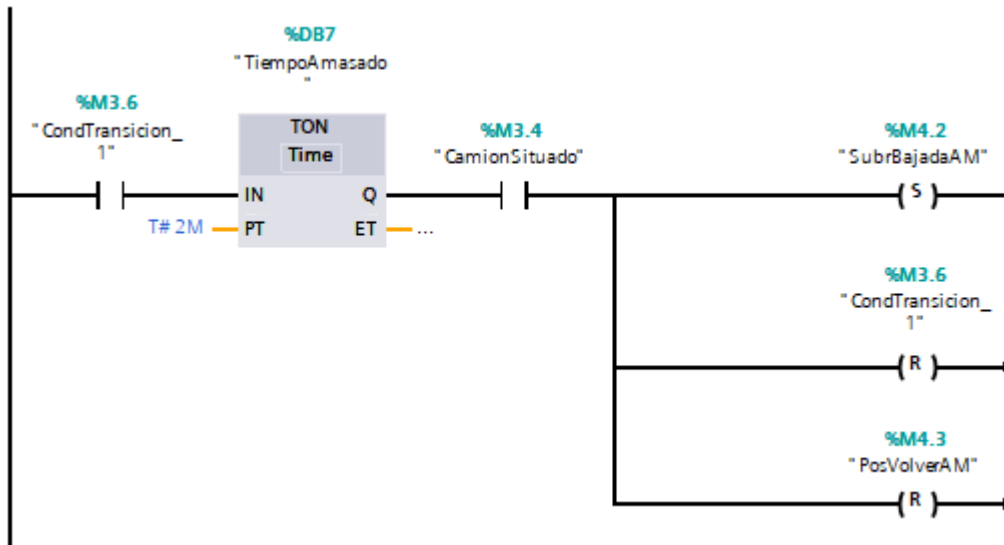 %DB7
"TiempoAmasado
"
%M3.6
"CondTransicion_
1"
TON
Time
%M3.4
"CamionSituado"
%M4.2
"SubrBajadaAM"
IN
Q
S
T# 2M
PT
ET
...
%M3.6
"CondTransicion_
1"
R
%M4.3
"PosVolverAM"
R